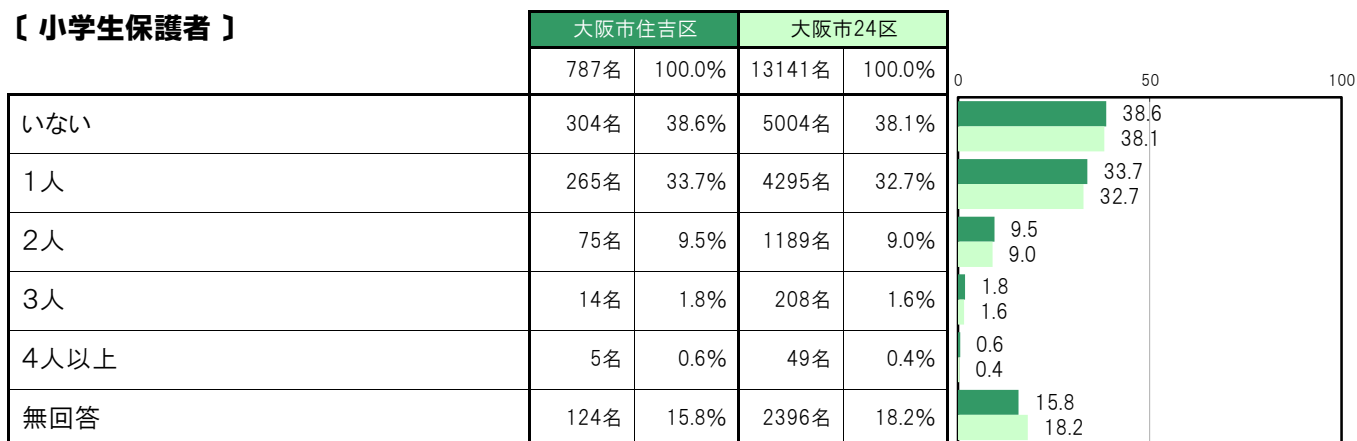 〔 小学生保護者 〕
大阪市住吉区 大阪市24区
787名 100.0% 13141名 100.0%
0 50 100
いない 304名 38.6% 5004名 38.1% 38.6
38.1
1人 265名 33.7% 4295名 32.7% 33.7
32.7
2人 75名 9.5% 1189名 9.0% 9.5
9.0
3人 14名 1.8% 208名 1.6% 1.8
1.6
4人以上 5名 0.6% 49名 0.4% 0.6
0.4
無回答 124名 15.8% 2396名 18.2% 15.8
18.2